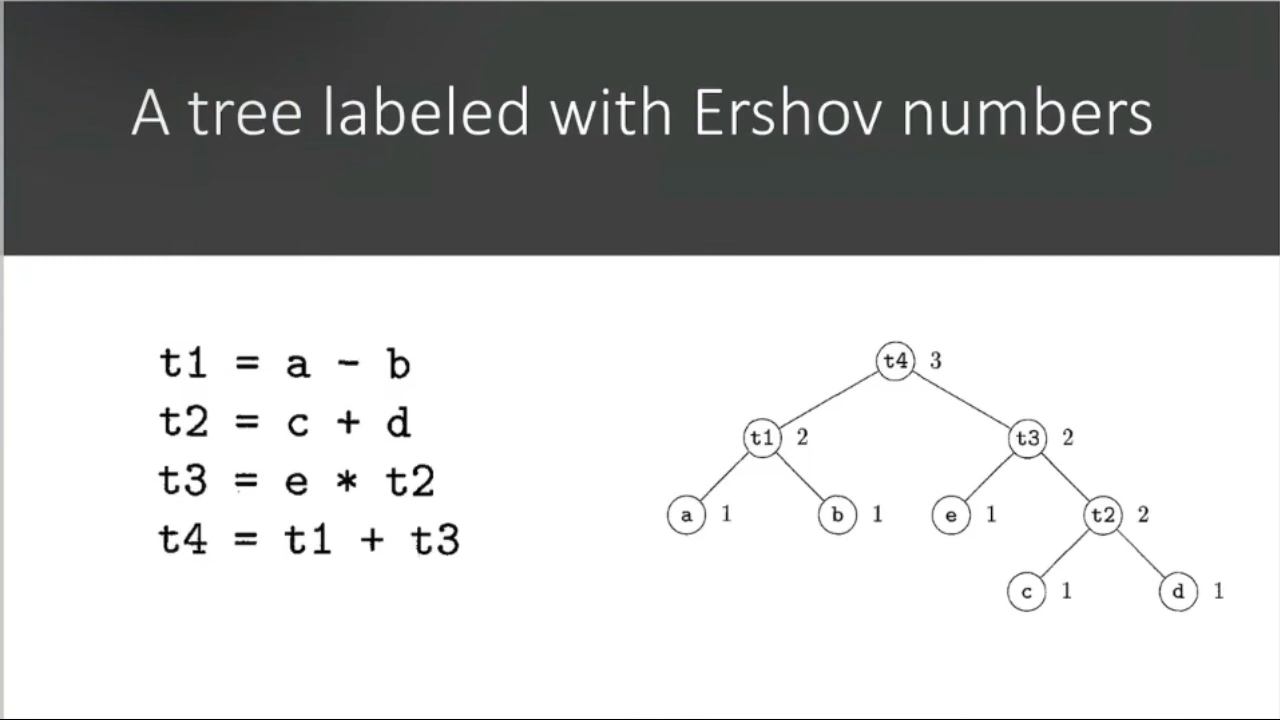 A tree labeled with Ershov numbers
t1 = a - b
t2 = c + d
t3 = e * t2
t4 = t1 + t3
t4 3
t1 2
t3 2
a 1
b 1
e 1
t2 2
c 1
d 1